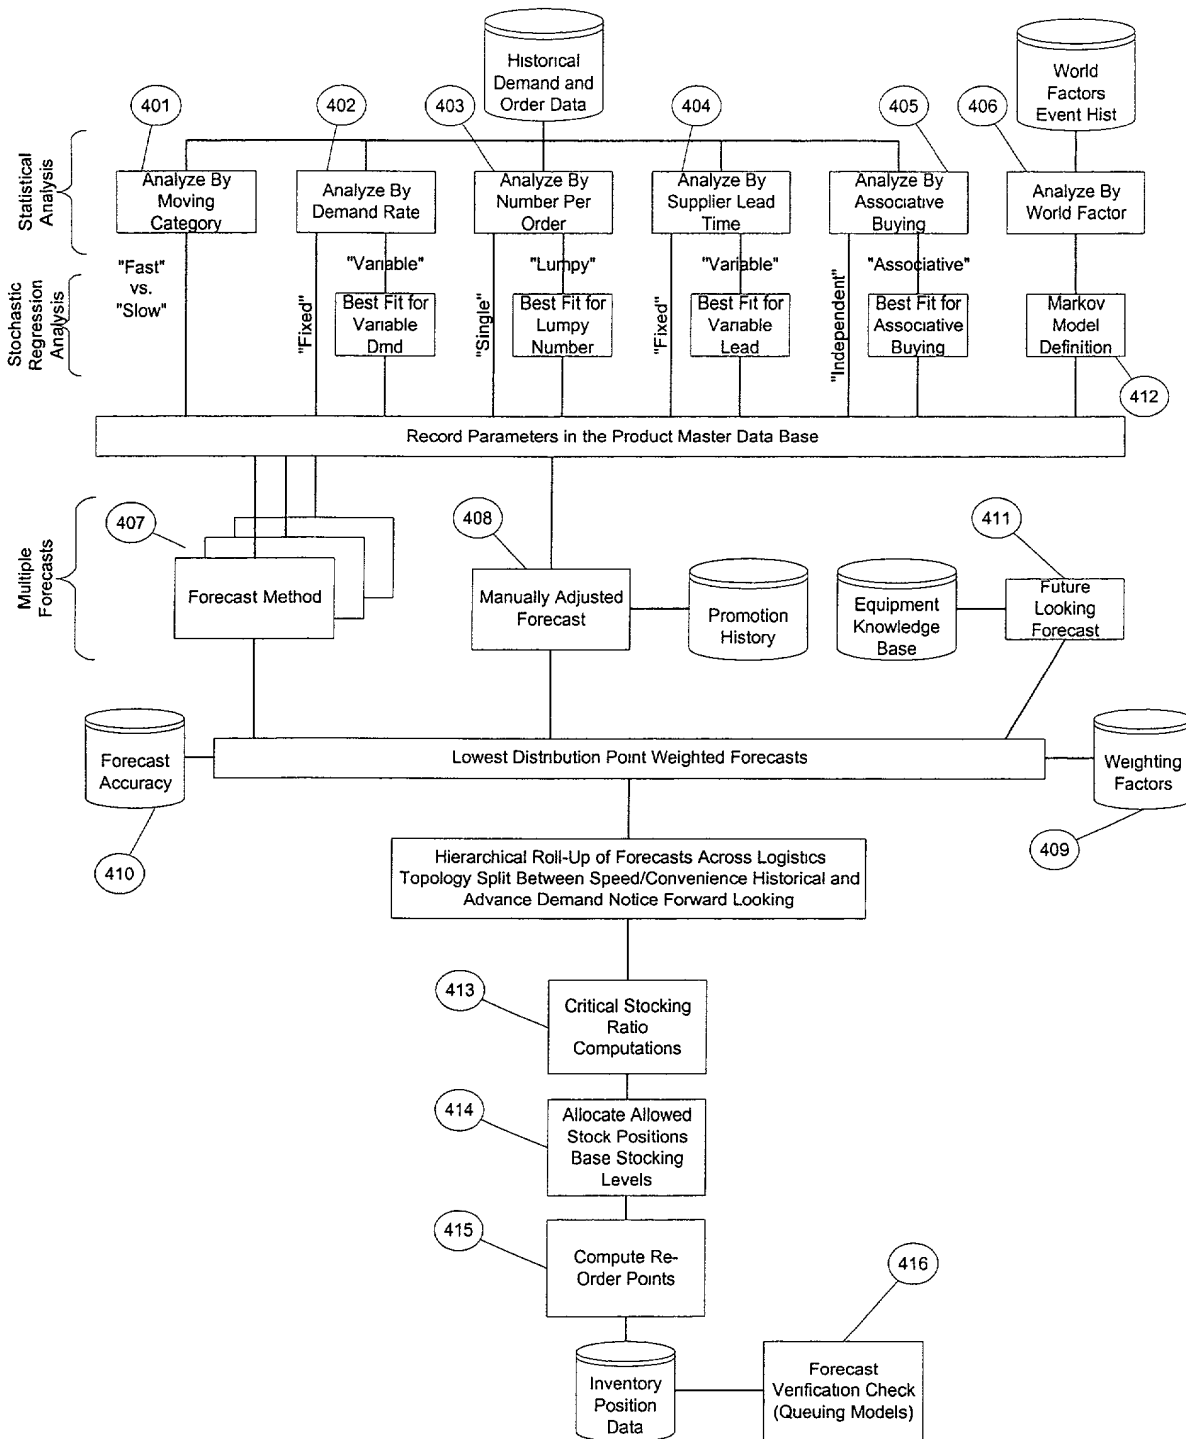 Historical
Demand and
Order Data
World
Factors
Event Hist
401
402
403
404
405
406
Statistical
Analysis
Analyze By
Moving
Category
Analyze By
Demand Rate
Analyze By
Number Per
Order
Analyze By
Supplier Lead
Time
Analyze By
Associative
Buying
Analyze By
World Factor
Stochastic
Regression
Analysis
"Fast"
vs.
"Slow"
"Fixed"
"Variable"
Best Fit for
Variable
Dmd
"Single"
"Lumpy"
Best Fit for
Lumpy
Number
"Fixed"
"Variable"
Best Fit for
Variable
Lead
"Independent"
"Associative"
Best Fit for
Associative
Buying
Markov
Model
Definition
412
Record Parameters in the Product Master Data Base
Multiple
Forecasts
407
Forecast Method
408
Manually Adjusted
Forecast
Promotion
History
Equipment
Knowledge
Base
411
Future
Looking
Forecast
Forecast
Accuracy
410
Lowest Distribution Point Weighted Forecasts
Weighting
Factors
409
Hierarchical Roll-Up of Forecasts Across Logistics
Topology Split Between Speed/Convenience Historical and
Advance Demand Notice Forward Looking
413
Critical Stocking
Ratio
Computations
414
Allocate Allowed
Stock Positions
Base Stocking
Levels
415
Compute Re-
Order Points
416
Inventory
Position
Data
Forecast
Verification Check
(Queuing Models)